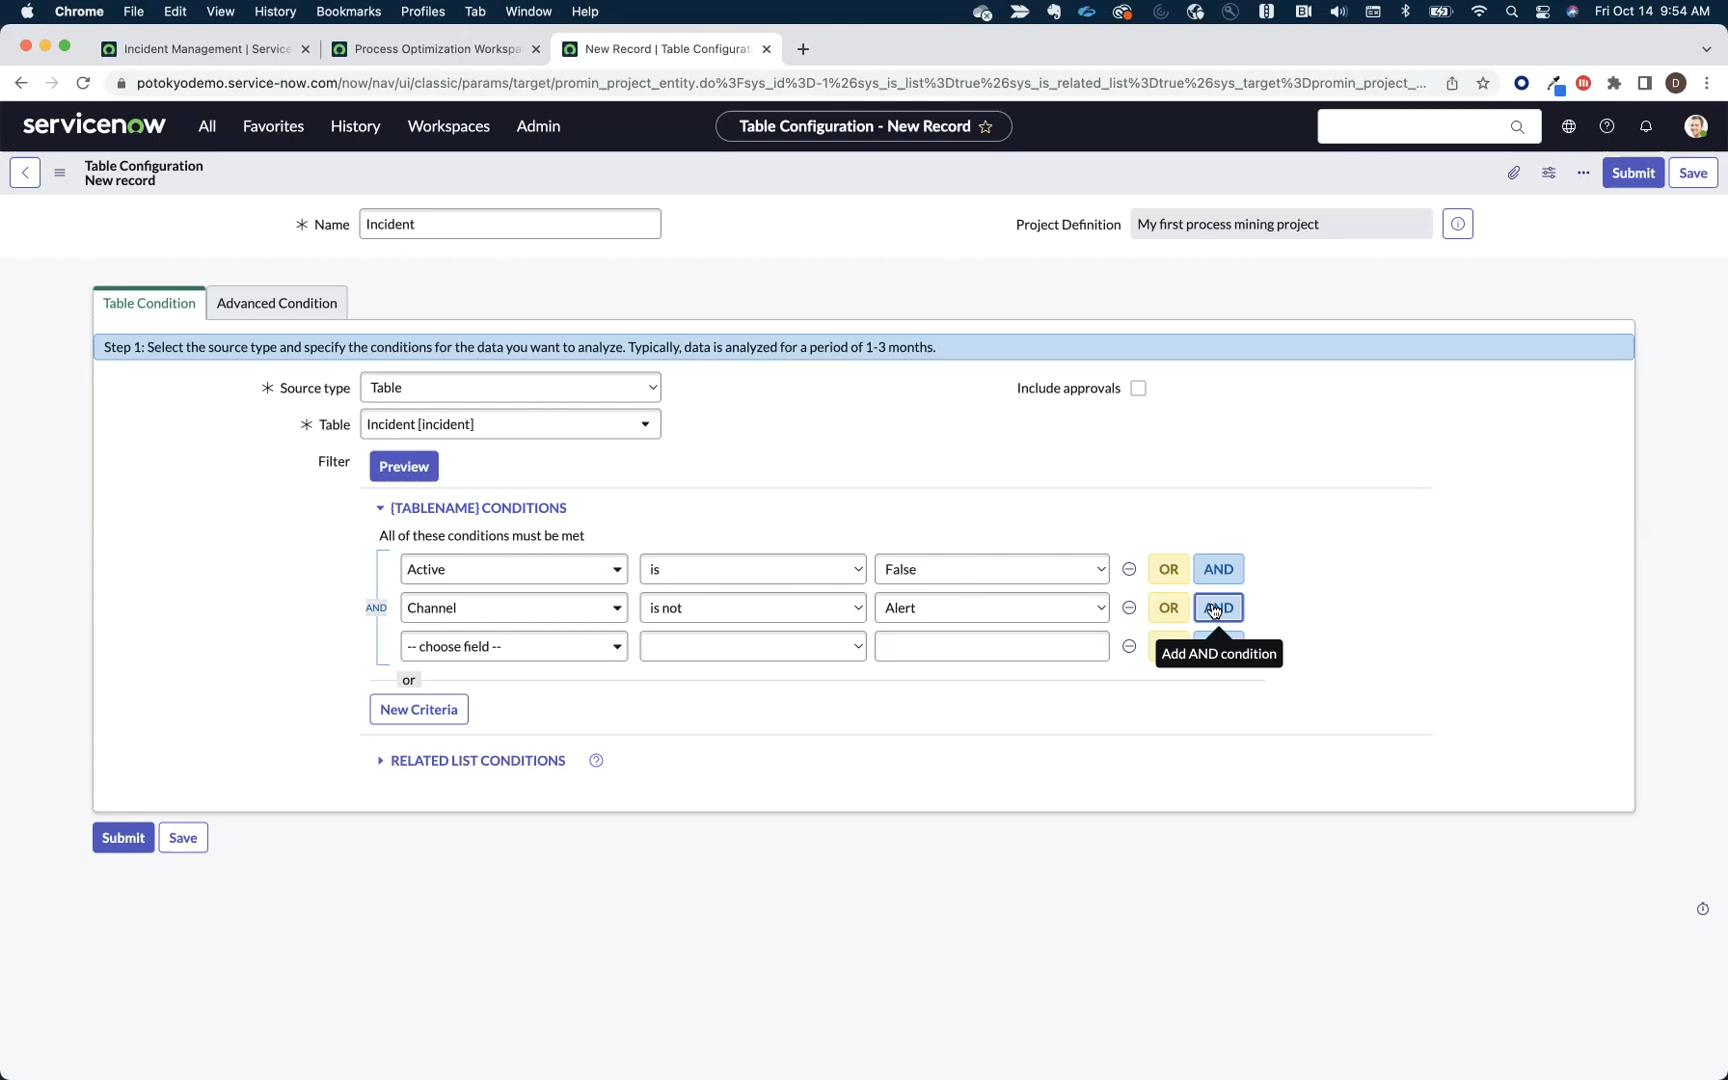 Chrome File Edit View History Bookmarks Profiles Tab Window Help Fri Oct 14 9:54 AM
Incident Management | Service Process Optimization Workspa New Record | Table Configurat
potokyodemo.service-now.com/now/nav/ui/classic/params/target/promin_project_entity.do%3Fsys_id%3D-1%26sys_is_list%3Dtrue%26sys_is_related_list%3Dtrue%26sys_target%3Dpromin_project_... D
servicenow All Favorites History Workspaces Admin Table Configuration - New Record
Table Configuration
New record
Submit Save
Name Incident Project Definition My first process mining project
Table Condition Advanced Condition
Step 1: Select the source type and specify the conditions for the data you want to analyze. Typically, data is analyzed for a period of 1-3 months.
Source type Table Include approvals
Table Incident [incident]
Filter Preview
{TABLENAME} CONDITIONS
All of these conditions must be met
Active is False OR AND
AND Channel is not Alert OR AND
-- choose field --
Add AND condition
or
New Criteria
RELATED LIST CONDITIONS
Submit Save